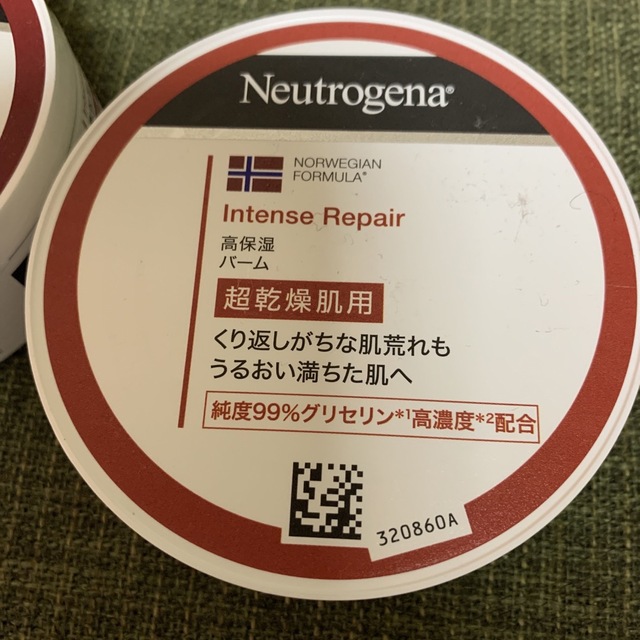 Neutrogena®
NORWEGIAN
FORMULA*
Intense Repair
高保湿
バーム
超乾燥肌用
くり返しがちな肌荒れも
うるおい満ちた肌へ
純度99%グリセリン*1高濃度*2配合
320860A